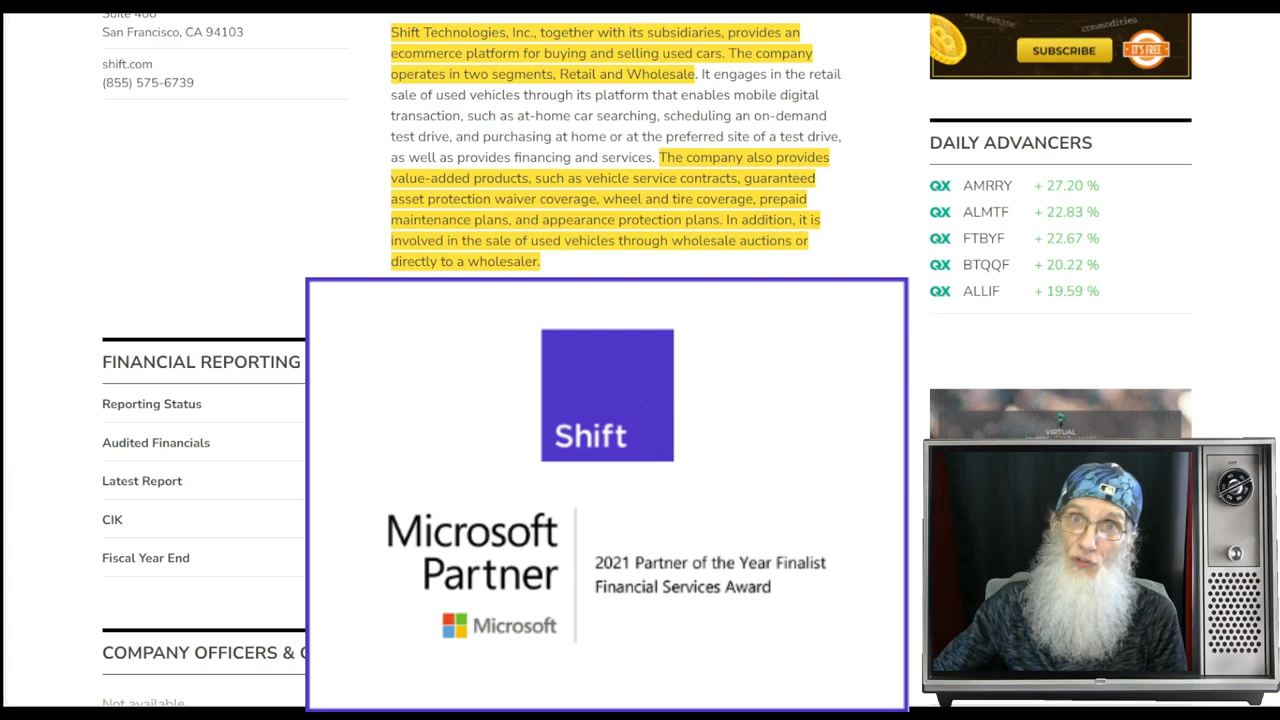 Suite 400
San Francisco, CA 94103
shift.com
(855) 575-6739
Shift Technologies, Inc., together with its subsidiaries, provides an
ecommerce platform for buying and selling used cars. The company
operates in two segments, Retail and Wholesale. It engages in the retail
sale of used vehicles through its platform that enables mobile digital
transaction, such as at-home car searching, scheduling an on-demand
test drive, and purchasing at home or at the preferred site of a test drive,
as well as provides financing and services. The company also provides
value-added products, such as vehicle service contracts, guaranteed
asset protection waiver coverage, wheel and tire coverage, prepaid
maintenance plans, and appearance protection plans. In addition, it is
involved in the sale of used vehicles through wholesale auctions or
directly to a wholesaler.
real estate
commodities
SUBSCRIBE
IT'S FREE
DAILY ADVANCERS
QX AMRRY + 27.20 %
QX ALMTF + 22.83 %
QX FTBYF + 22.67 %
QX BTQQF + 20.22 %
QX ALLIF + 19.59 %
FINANCIAL REPORTING
Reporting Status
Audited Financials
Latest Report
CIK
Fiscal Year End
COMPANY OFFICERS &
Not available
Shift
Microsoft
Partner
Microsoft
2021 Partner of the Year Finalist
Financial Services Award
VIRTUAL